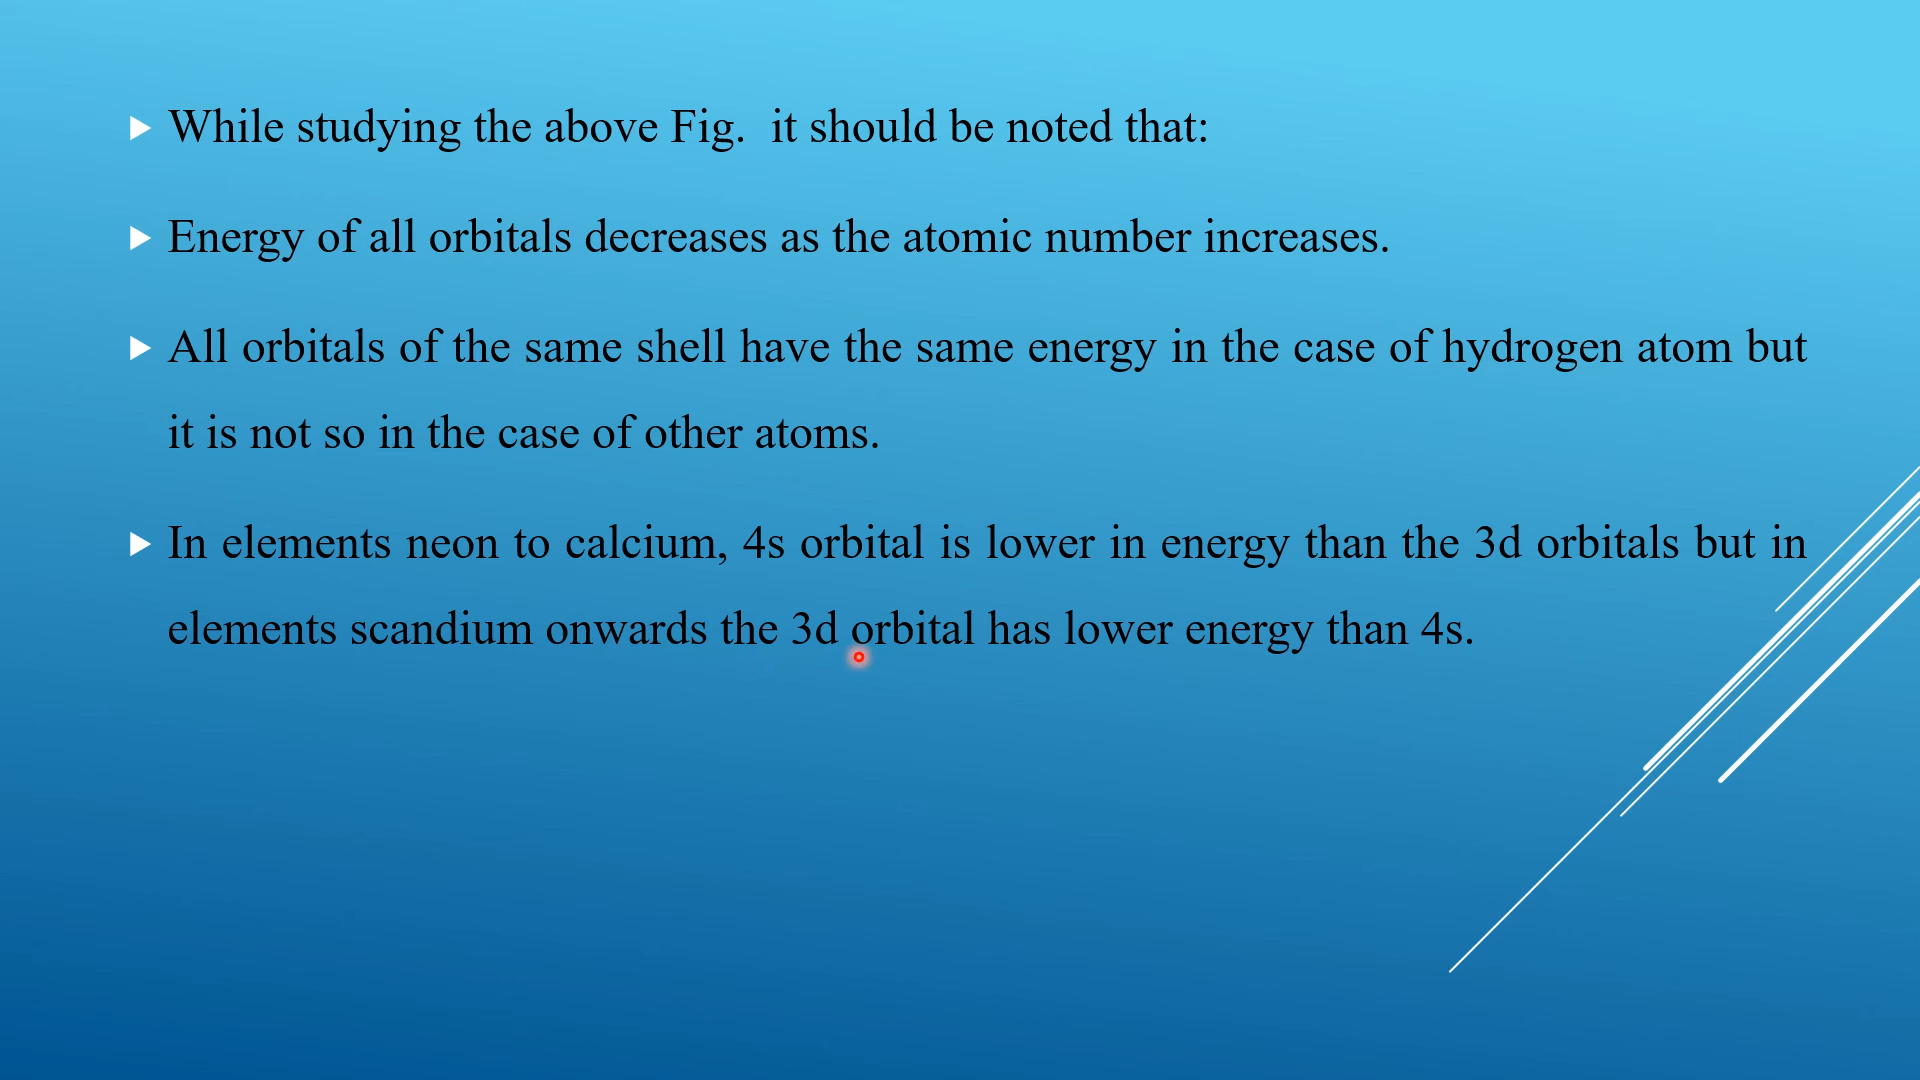 While studying the above Fig.  it should be noted that:
Energy of all orbitals decreases as the atomic number increases.
All orbitals of the same shell have the same energy in the case of hydrogen atom but
it is not so in the case of other atoms.
In elements neon to calcium, 4s orbital is lower in energy than the 3d orbitals but in
elements scandium onwards the 3d orbital has lower energy than 4s.